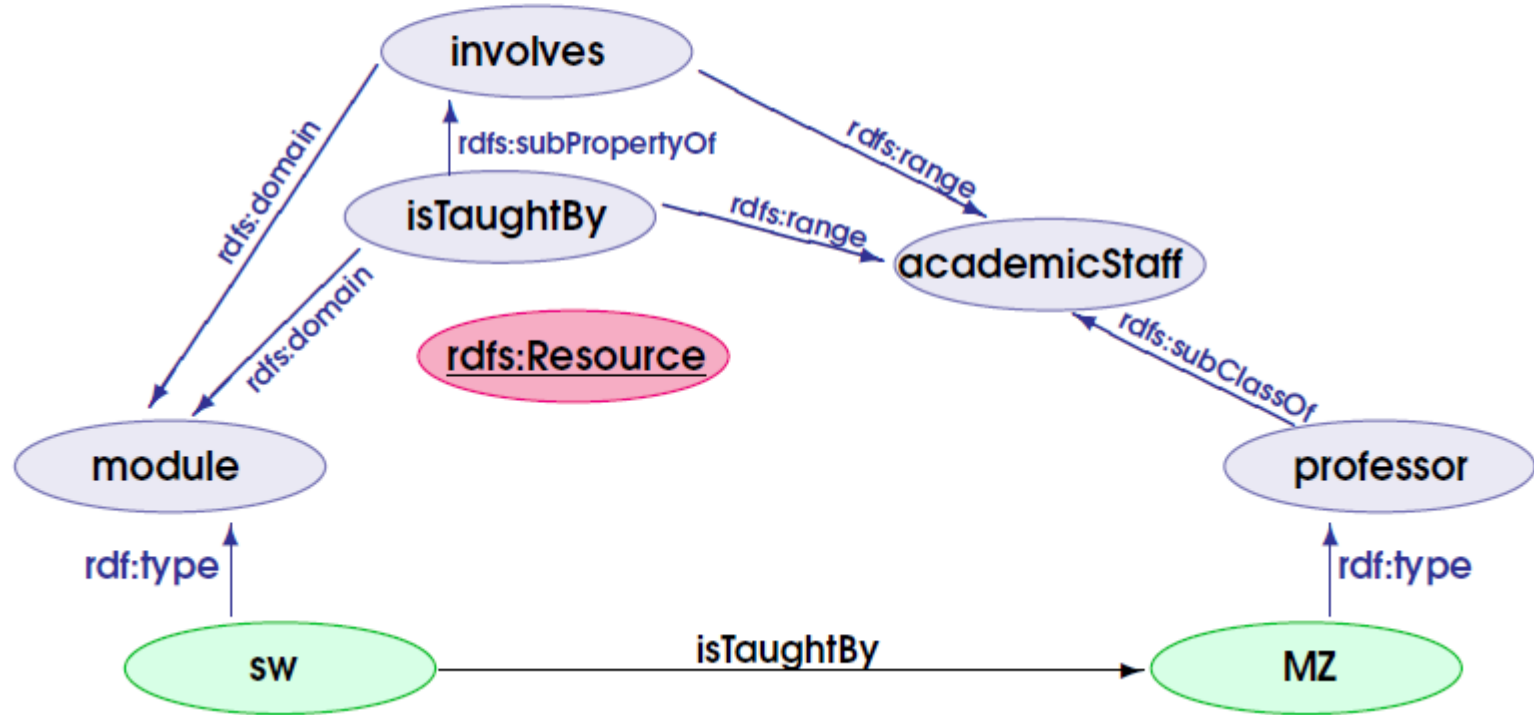 involves
rdfs:domain
rdfs:subPropertyOf
rdfs:range
isTaughtBy
rdfs:range
academicStaff
rdfs:domain
rdfs:Resource
rdfs:subClassOf
module
professor
rdf:type
rdf:type
sw
isTaughtBy
MZ